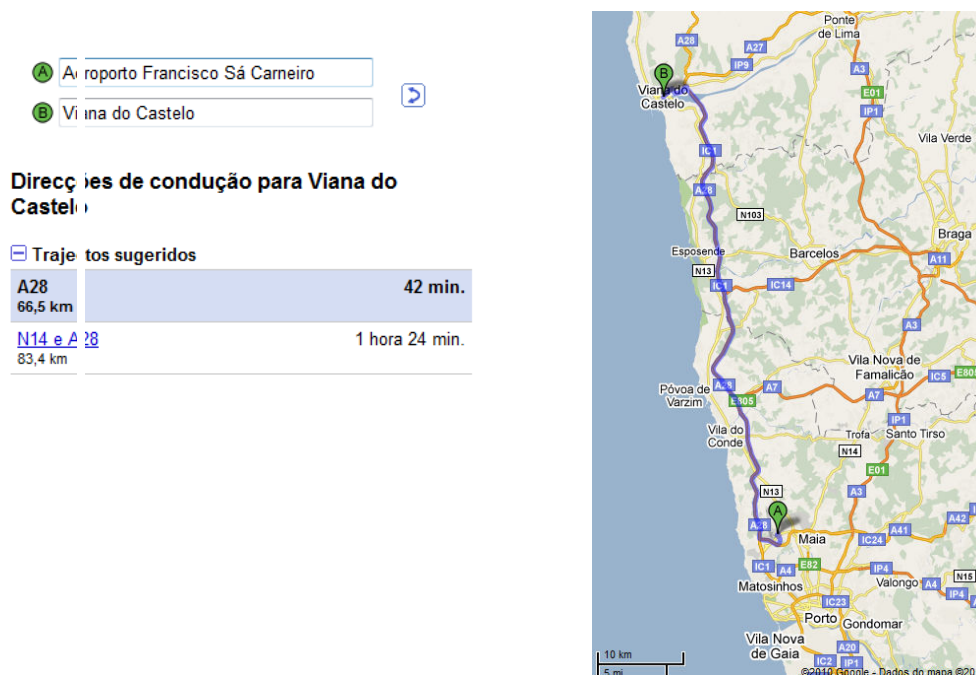 A Aeroporto Francisco Sá Carneiro
B Viana do Castelo
Direcções de condução para Viana do
Castelo
Trajectos sugeridos
A28 42 min.
66,5 km
N14 e A28 1 hora 24 min.
83,4 km
Ponte
de Lima
A28
A27
IP9
A3
B
E01
Viana do
Castelo
IP1
Vila Verde
IC1
A28
N103
Braga
Esposende
Barcelos
A11
N13
IC1
IC14
A3
Vila Nova de
Famalicão
IC5
E805
Póvoa de
Varzim
A28
A7
A7
E805
IP1
Vila do
Conde
Trofa
Santo Tirso
N14
E01
N13
A3
A
A28
A42
A41
Maia
IC24
IC1
A4
E82
IP4
N15
Matosinhos
Valongo
A4
IP4
IC23
Porto
Gondomar
Vila Nova
de Gaia
A20
10 km
IC2
IP1
5 mi
©2010 Google - Dados do mapa ©20